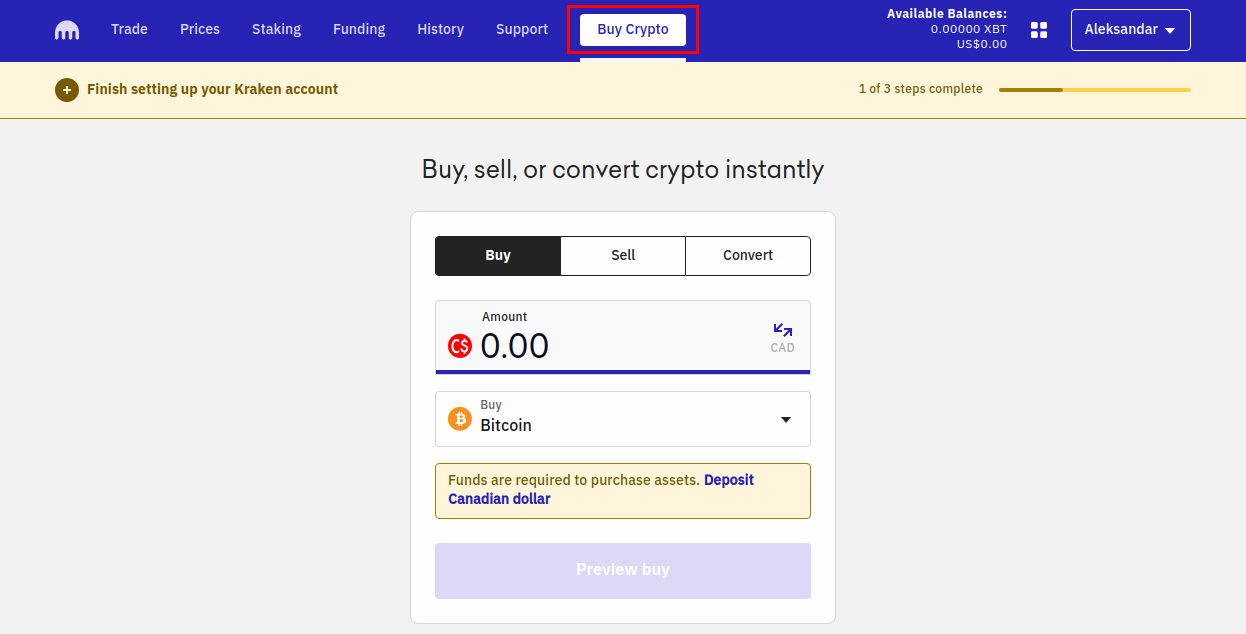 Trade Prices Staking Funding History Support Buy Crypto
Available Balances:
0.00000 XBT
US$0.00
Aleksandar
Finish setting up your Kraken account
1 of 3 steps complete
Buy, sell, or convert crypto instantly
Buy Sell Convert
Amount
C$ 0.00
CAD
Buy
Bitcoin
Funds are required to purchase assets. Deposit
Canadian dollar
Preview buy